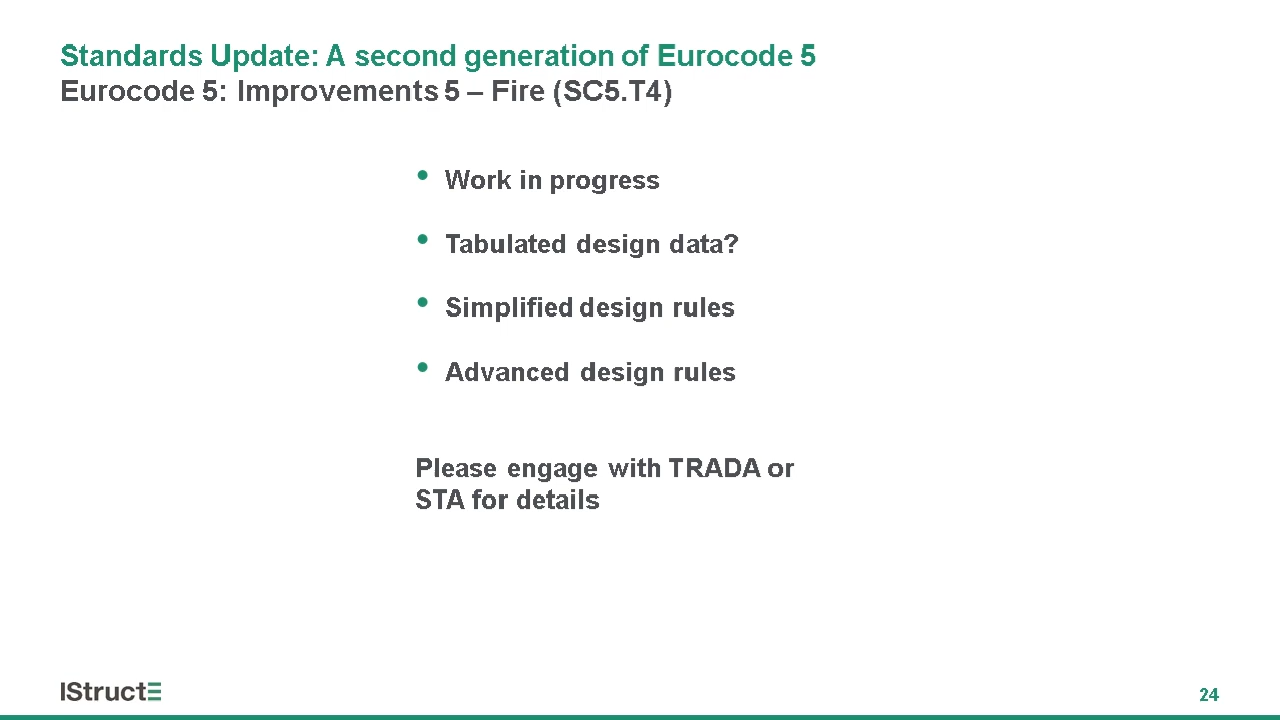 Standards Update: A second generation of Eurocode 5
Eurocode 5: Improvements 5 – Fire (SC5.T4)
• Work in progress
• Tabulated design data?
• Simplified design rules
• Advanced design rules
Please engage with TRADA or
STA for details
IStructE
24